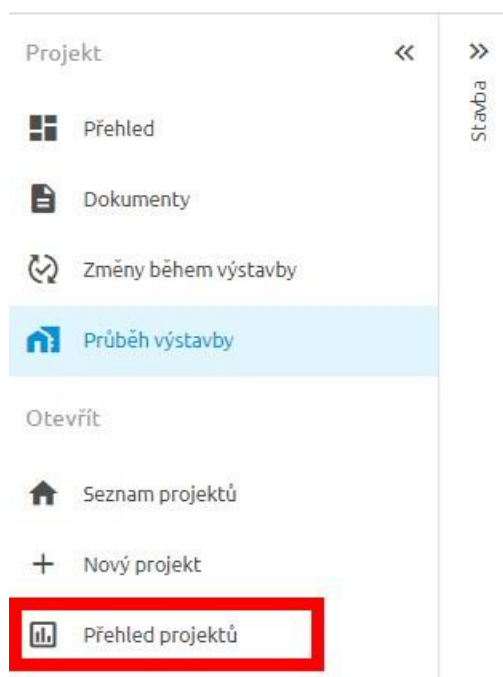 Projekt
Přehled
Dokumenty
Změny během výstavby
Průběh výstavby
Otevřít
Seznam projektů
Nový projekt
Přehled projektů
Stavba